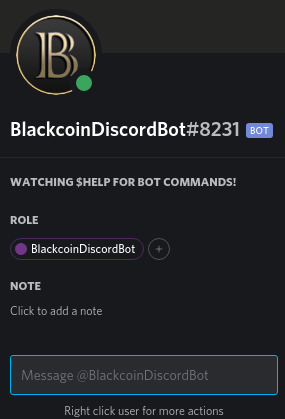 B
BlackcoinDiscordBot#8231 BOT
WATCHING $HELP FOR BOT COMMANDS!
ROLE
BlackcoinDiscordBot +
NOTE
Click to add a note
Message @BlackcoinDiscordBot
Right click user for more actions